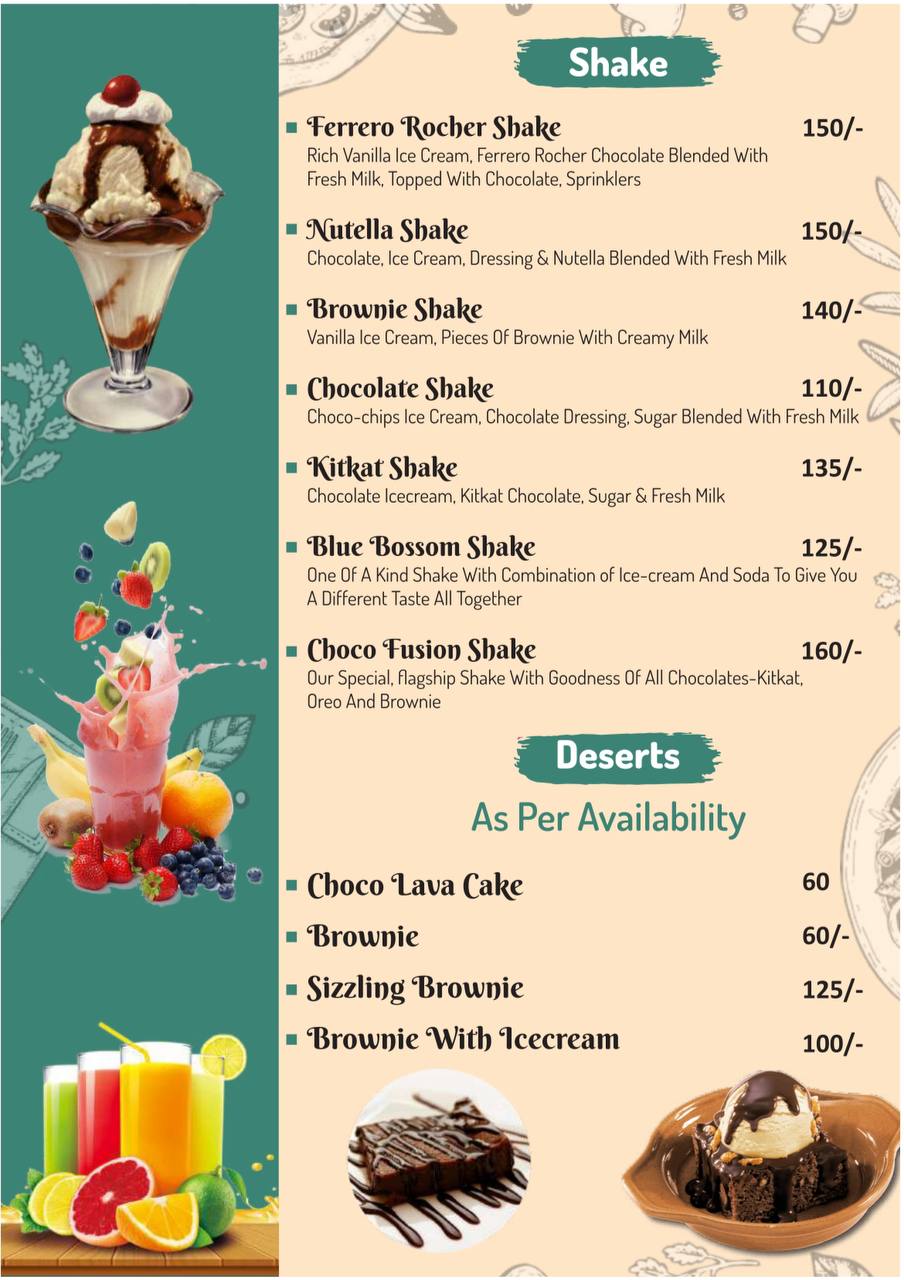 Shake
Ferrero Rocher Shake 150/-
Rich Vanilla Ice Cream, Ferrero Rocher Chocolate Blended With
Fresh Milk, Topped With Chocolate, Sprinklers
Nutella Shake 150/-
Chocolate, Ice Cream, Dressing & Nutella Blended With Fresh Milk
Brownie Shake 140/-
Vanilla Ice Cream, Pieces Of Brownie With Creamy Milk
Chocolate Shake 110/-
Choco-chips Ice Cream, Chocolate Dressing, Sugar Blended With Fresh Milk
Kitkat Shake 135/-
Chocolate Icecream, Kitkat Chocolate, Sugar & Fresh Milk
Blue Bossom Shake 125/-
One Of A Kind Shake With Combination of Ice-cream And Soda To Give You
A Different Taste All Together
Choco Fusion Shake 160/-
Our Special, flagship Shake With Goodness Of All Chocolates-Kitkat,
Oreo And Brownie
Deserts
As Per Availability
Choco Lava Cake 60
Brownie 60/-
Sizzling Brownie 125/-
Brownie With Icecream 100/-